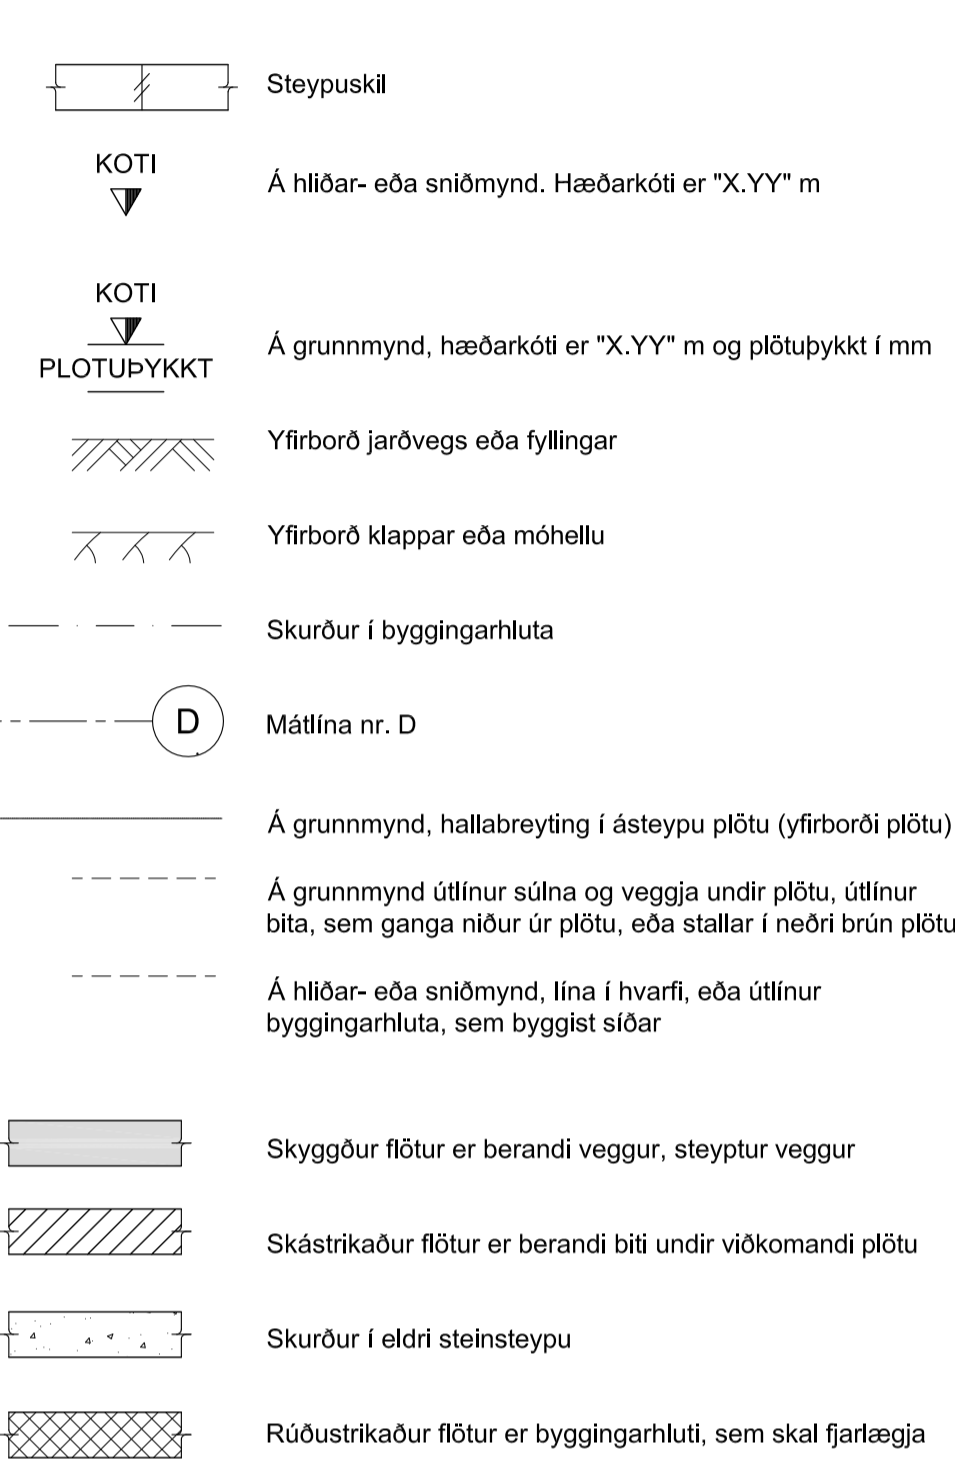 Steypuskil
KOTI
Á hliðar- eða sniðmynd. Hæðarkóti er "X.YY" m
KOTI
PLOTUÞYKKT
Á grunnmynd, hæðarkóti er "X.YY" m og plötuþykkt í mm
Yfirborð jarðvegs eða fyllingar
Yfirborð klappar eða móhellu
Skurður í byggingarhluta
D
Mátlína nr. D
Á grunnmynd, hallabreyting í ásteypu plötu (yfirborði plötu)
Á grunnmynd útlínur súlna og veggja undir plötu, útlínur
bita, sem ganga niður úr plötu, eða stallar í neðri brún plötu
Á hliðar- eða sniðmynd, lína í hvarfi, eða útlínur
byggingarhluta, sem byggist síðar
Skyggður flötur er berandi veggur, steyptur veggur
Skástrikaður flötur er berandi biti undir viðkomandi plötu
Skurður í eldri steinsteypu
Rúðustrikaður flötur er byggingarhluti, sem skal fjarlægja